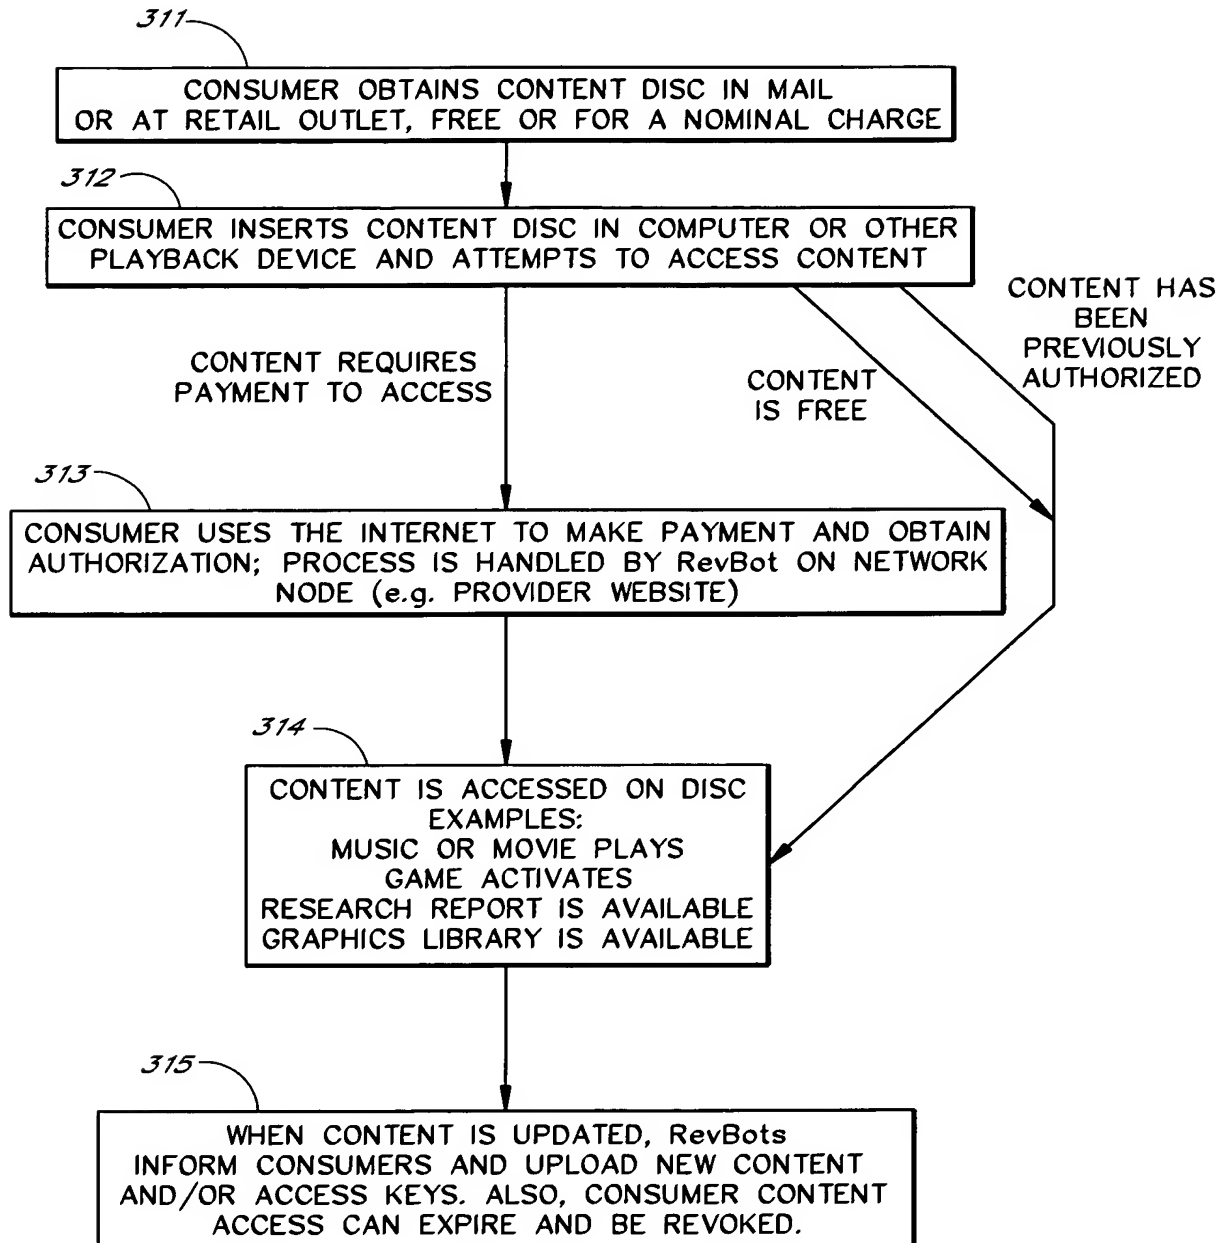 311
CONSUMER OBTAINS CONTENT DISC IN MAIL
OR AT RETAIL OUTLET, FREE OR FOR A NOMINAL CHARGE
312
CONSUMER INSERTS CONTENT DISC IN COMPUTER OR OTHER
PLAYBACK DEVICE AND ATTEMPTS TO ACCESS CONTENT
CONTENT REQUIRES
PAYMENT TO ACCESS
CONTENT
IS FREE
CONTENT HAS
BEEN
PREVIOUSLY
AUTHORIZED
313
CONSUMER USES THE INTERNET TO MAKE PAYMENT AND OBTAIN
AUTHORIZATION; PROCESS IS HANDLED BY RevBot ON NETWORK
NODE (e.g. PROVIDER WEBSITE)
314
CONTENT IS ACCESSED ON DISC
EXAMPLES:
MUSIC OR MOVIE PLAYS
GAME ACTIVATES
RESEARCH REPORT IS AVAILABLE
GRAPHICS LIBRARY IS AVAILABLE
315
WHEN CONTENT IS UPDATED, RevBots
INFORM CONSUMERS AND UPLOAD NEW CONTENT
AND/OR ACCESS KEYS. ALSO, CONSUMER CONTENT
ACCESS CAN EXPIRE AND BE REVOKED.